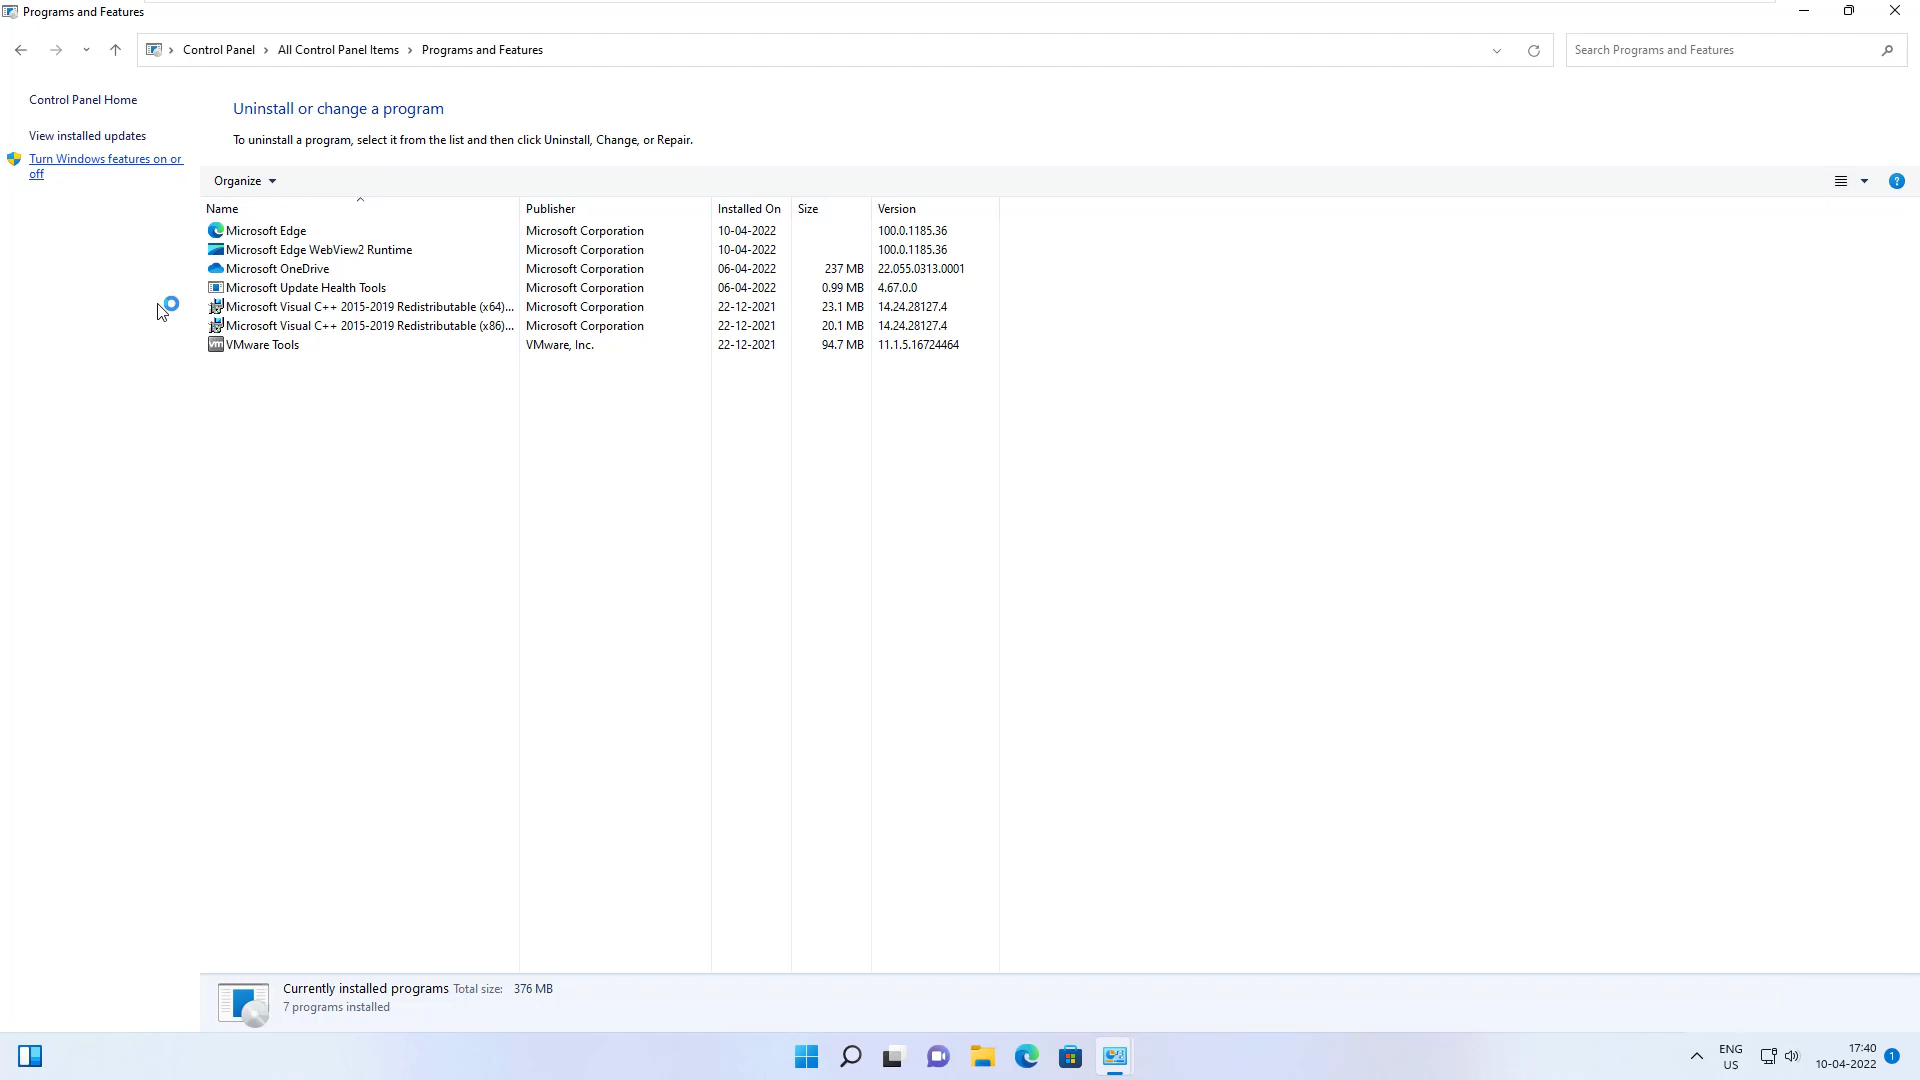 Programs and Features
Control Panel
All Control Panel Items
Programs and Features
Search Programs and Features
Control Panel Home
View installed updates
Turn Windows features on or
off
Uninstall or change a program
To uninstall a program, select it from the list and then click Uninstall, Change, or Repair.
Organize
Name Publisher Installed On Size Version
Microsoft Edge Microsoft Corporation 10-04-2022 100.0.1185.36
Microsoft Edge WebView2 Runtime Microsoft Corporation 10-04-2022 100.0.1185.36
Microsoft OneDrive Microsoft Corporation 06-04-2022 237 MB 22.055.0313.0001
Microsoft Update Health Tools Microsoft Corporation 06-04-2022 0.99 MB 4.67.0.0
Microsoft Visual C++ 2015-2019 Redistributable (x64)... Microsoft Corporation 22-12-2021 23.1 MB 14.24.28127.4
Microsoft Visual C++ 2015-2019 Redistributable (x86)... Microsoft Corporation 22-12-2021 20.1 MB 14.24.28127.4
vm VMware Tools VMware, Inc. 22-12-2021 94.7 MB 11.1.5.16724464
Currently installed programs Total size: 376 MB
7 programs installed
ENG
US
17:40
10-04-2022
1